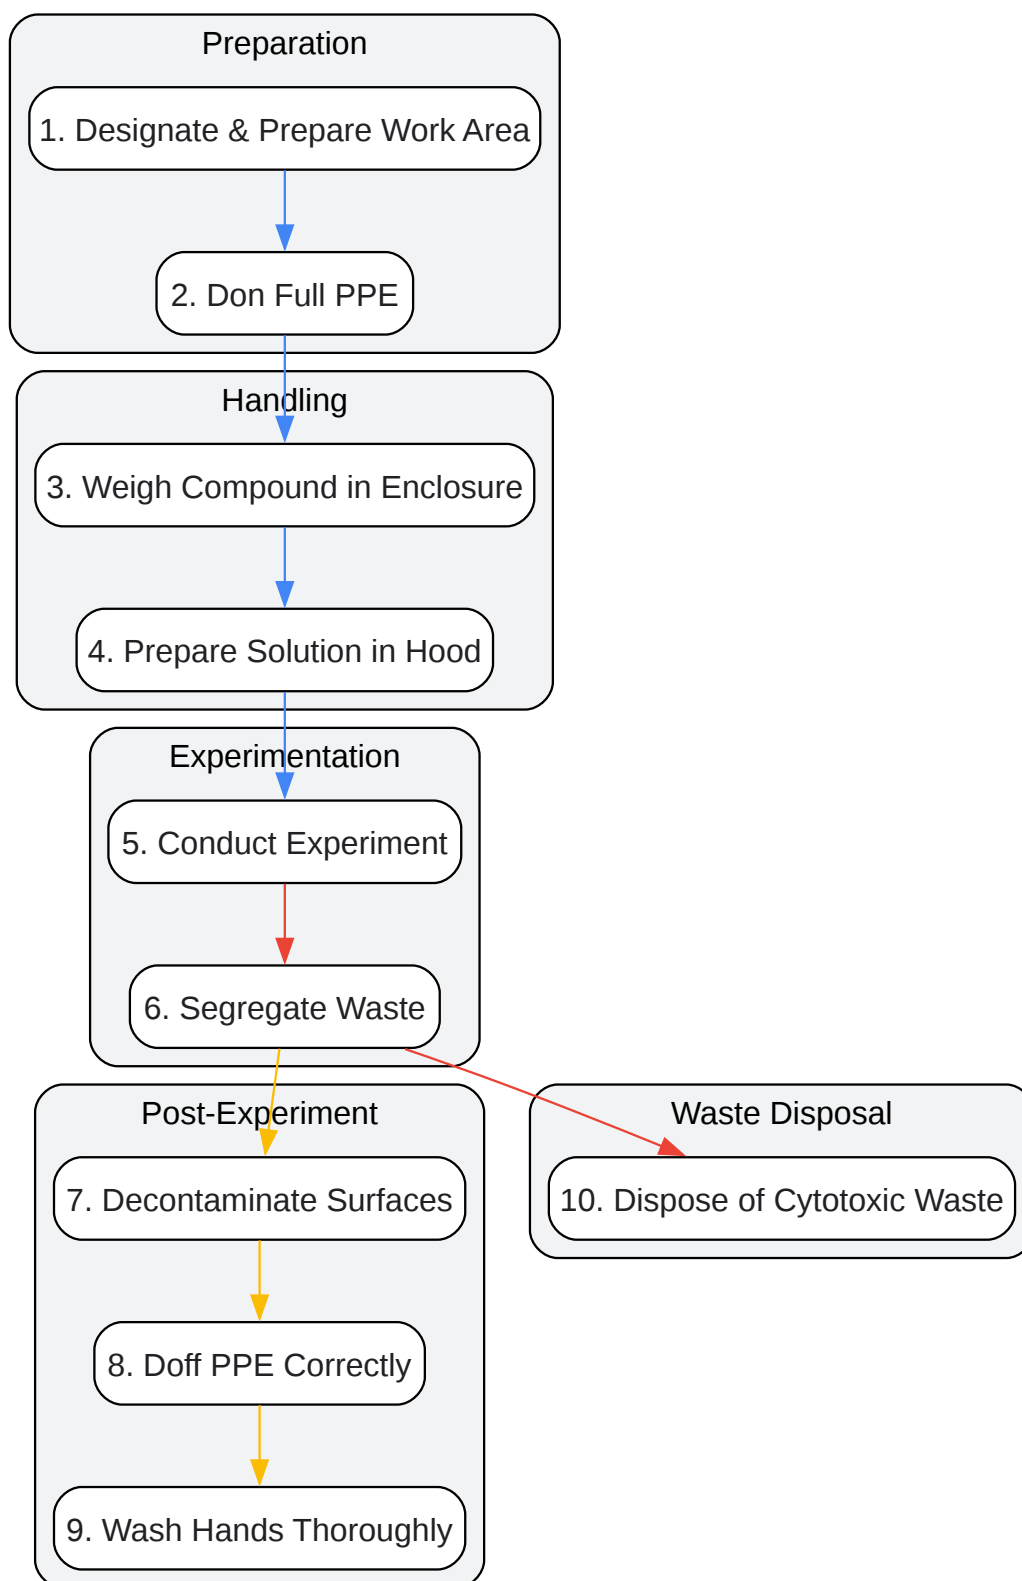 Preparation
1. Designate & Prepare Work Area
2. Don Full PPE
Handling
3. Weigh Compound in Enclosure
4. Prepare Solution in Hood
Experimentation
5. Conduct Experiment
6. Segregate Waste
Post-Experiment
7. Decontaminate Surfaces
8. Doff PPE Correctly
9. Wash Hands Thoroughly
Waste Disposal
10. Dispose of Cytotoxic Waste